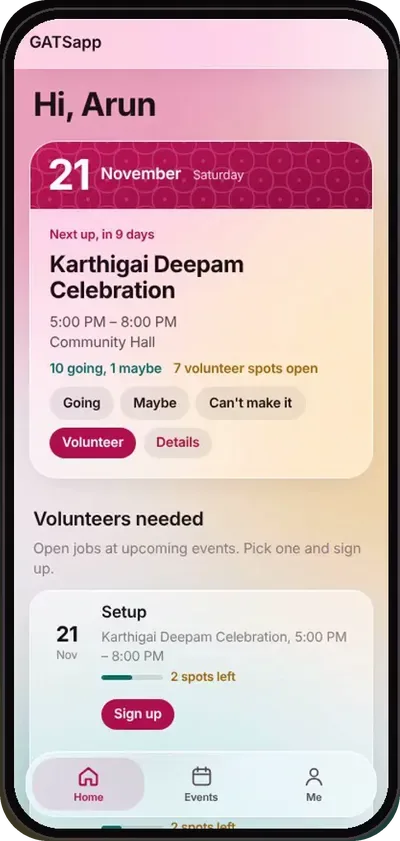 GATSapp
Hi, Arun
21 November Saturday
Next up, in 9 days
Karthigai Deepam
Celebration
5:00 PM – 8:00 PM
Community Hall
10 going, 1 maybe 7 volunteer spots open
Going Maybe Can't make it
Volunteer Details
Volunteers needed
Open jobs at upcoming events. Pick one and sign
up.
Setup
21
Nov
Karthigai Deepam Celebration, 5:00 PM
– 8:00 PM
2 spots left
Sign up
Home Events Me
2 spots left